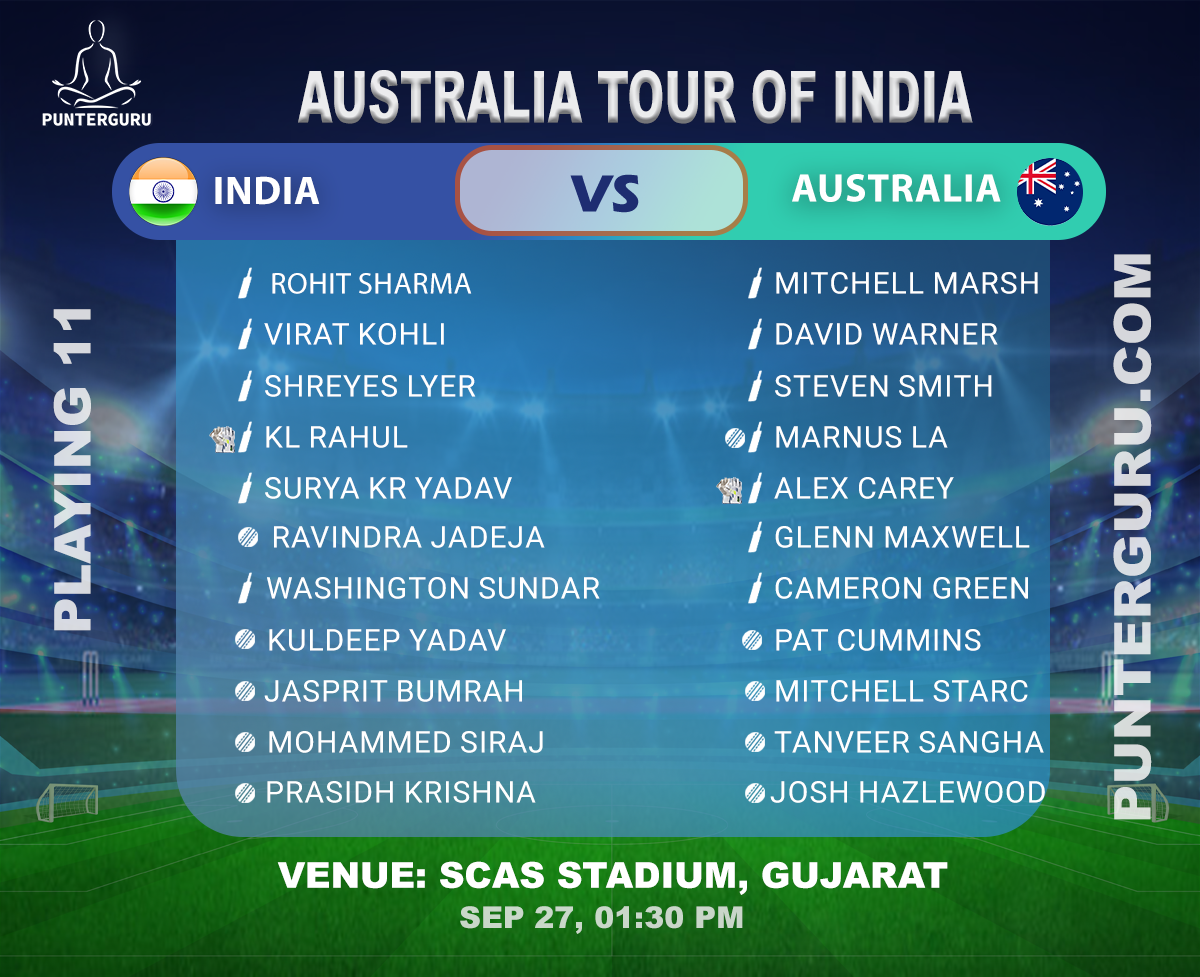 PUNTERGURU
AUSTRALIA TOUR OF INDIA
INDIA
VS
AUSTRALIA
PLAYING 11
ROHIT SHARMA
VIRAT KOHLI
SHREYES LYER
KL RAHUL
SURYA KR YADAV
RAVINDRA JADEJA
WASHINGTON SUNDAR
KULDEEP YADAV
JASPRIT BUMRAH
MOHAMMED SIRAJ
PRASIDH KRISHNA
MITCHELL MARSH
DAVID WARNER
STEVEN SMITH
MARNUS LA
ALEX CAREY
GLENN MAXWELL
CAMERON GREEN
PAT CUMMINS
MITCHELL STARC
TANVEER SANGHA
JOSH HAZLEWOOD
PUNTERGURU.COM
VENUE: SCAS STADIUM, GUJARAT
SEP 27, 01:30 PM